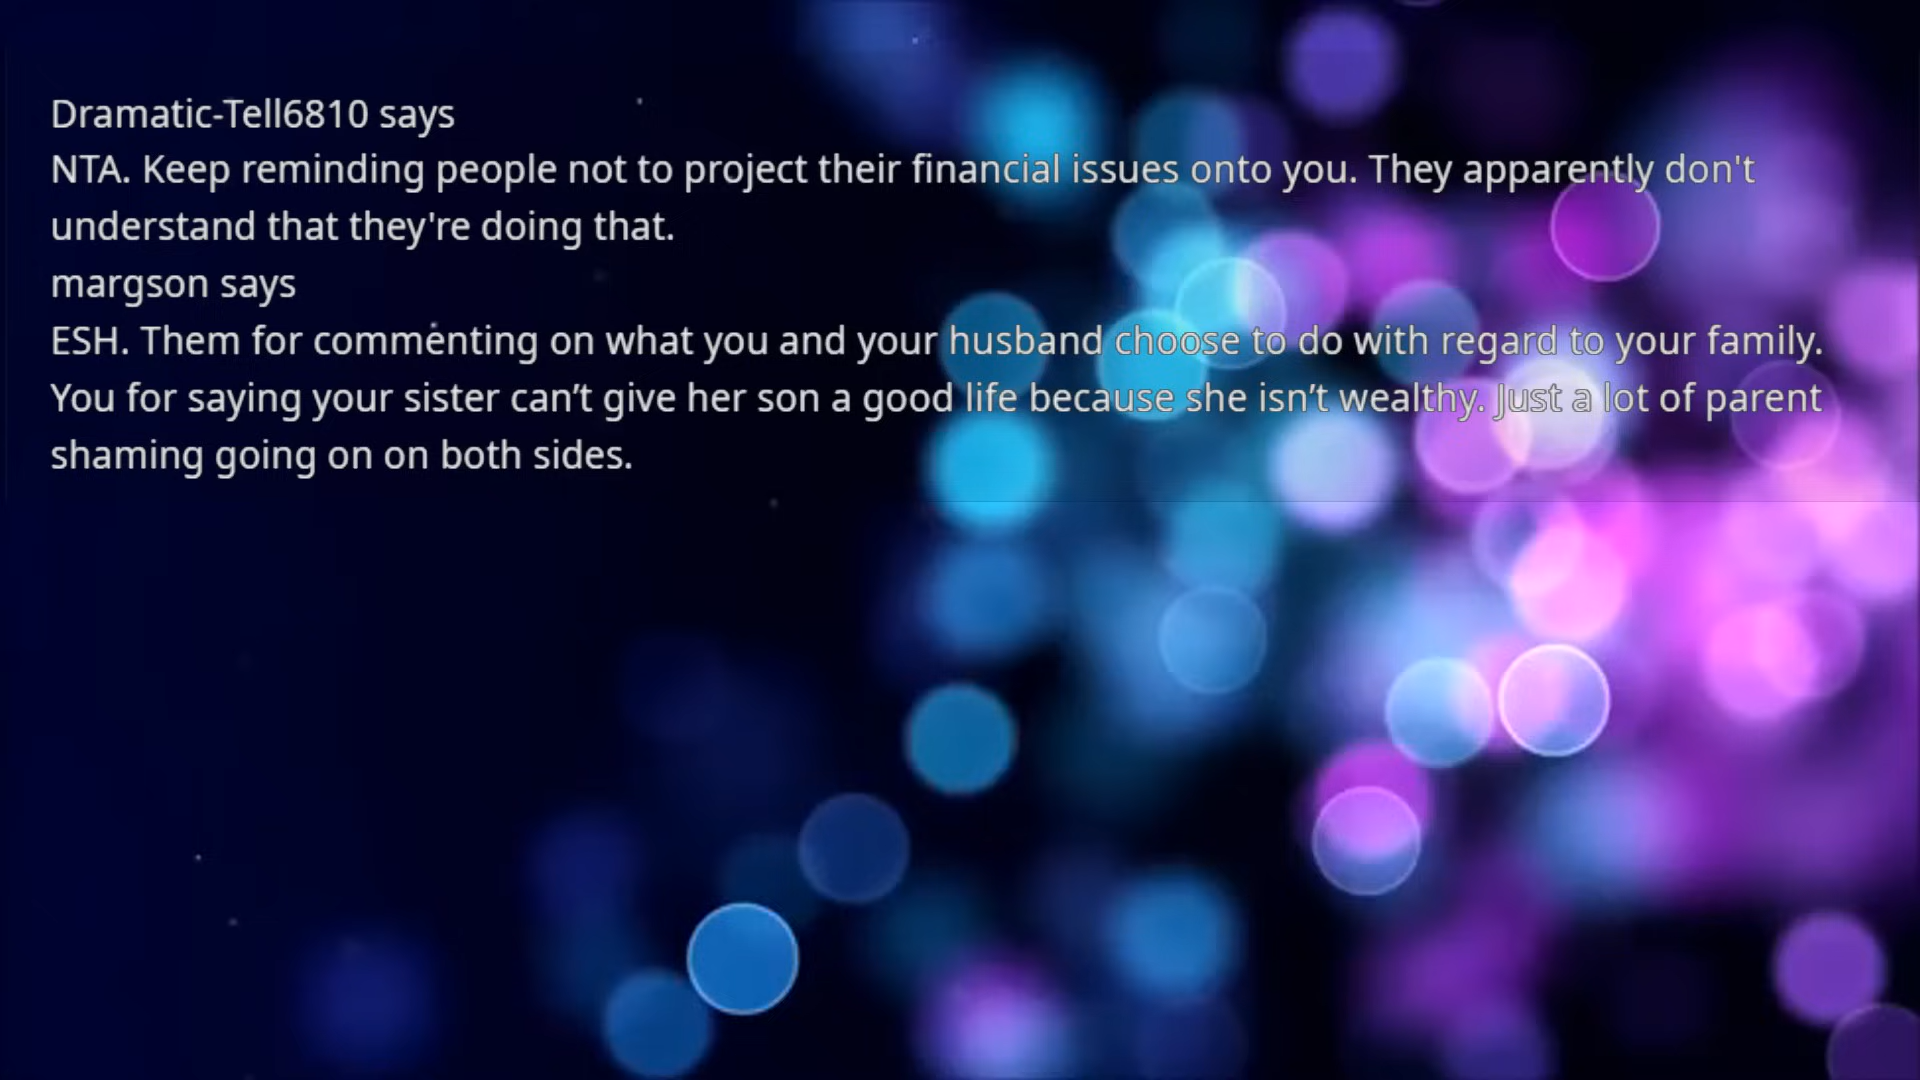 Dramatic-Tell6810 says
NTA. Keep reminding people not to project their financial issues onto you. They apparently don't
understand that they're doing that.
margson says
ESH. Them for commenting on what you and your husband choose to do with regard to your family.
You for saying your sister can’t give her son a good life because she isn’t wealthy. Just a lot of parent
shaming going on on both sides.